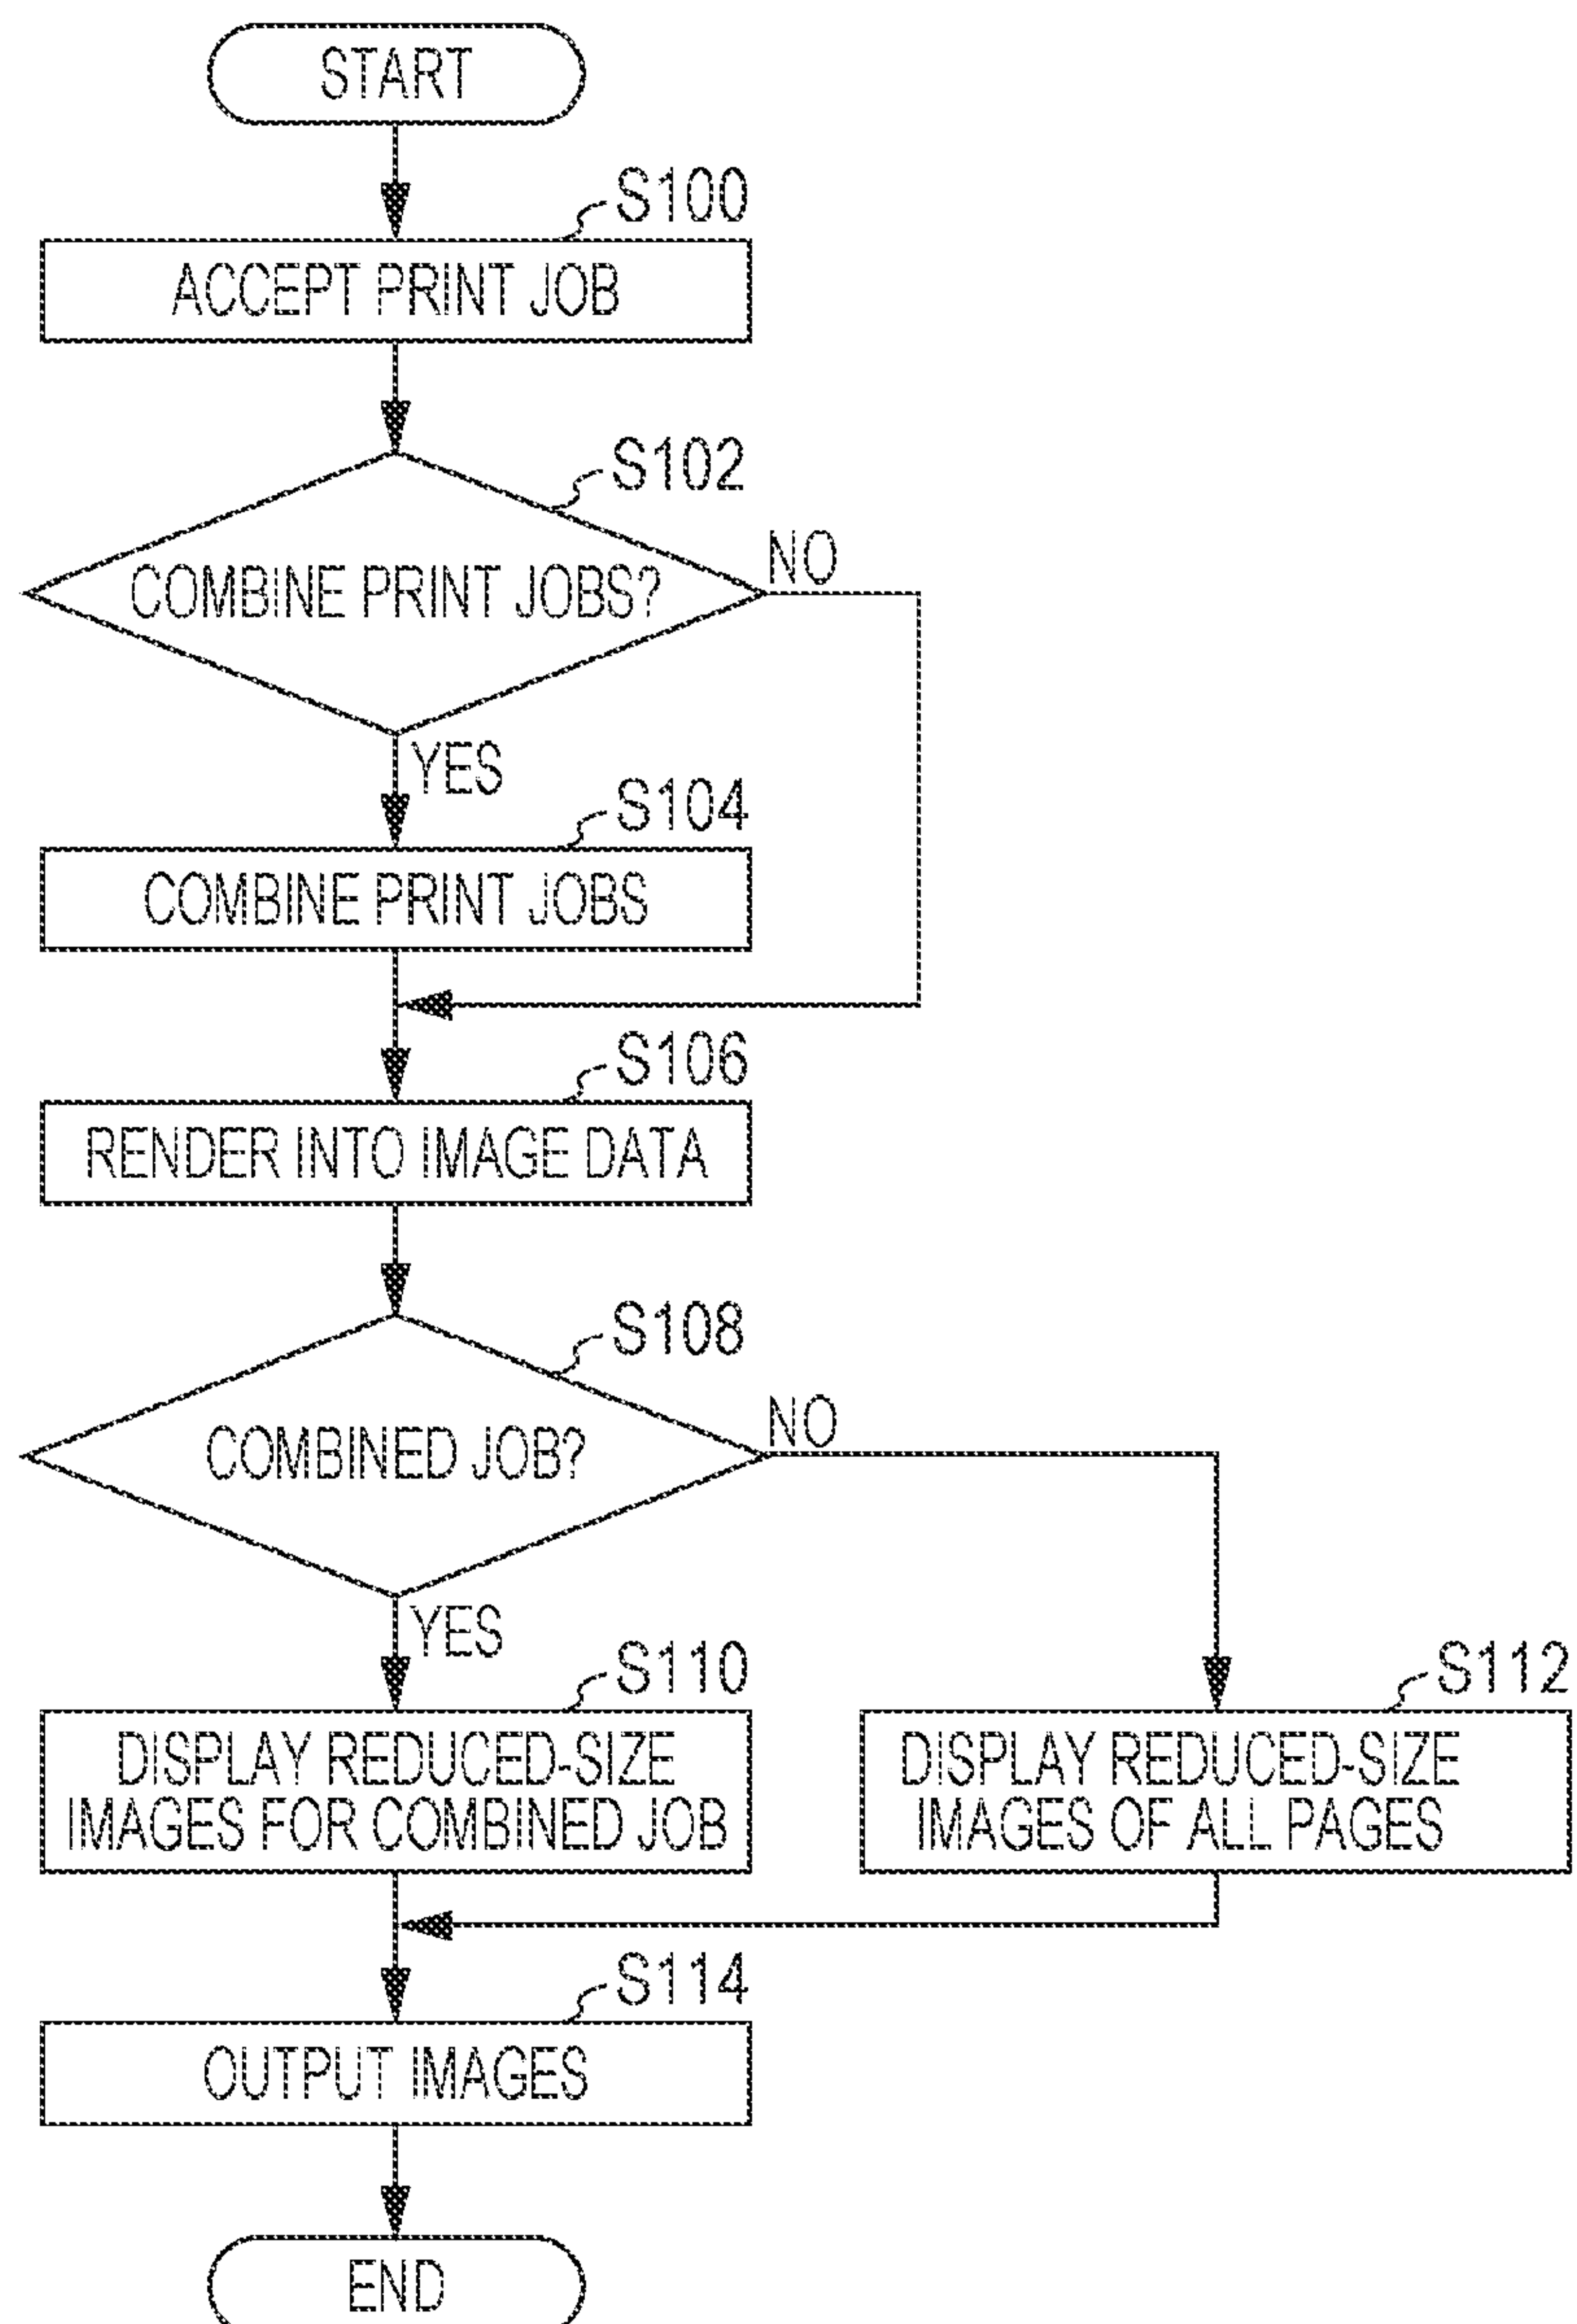 START
S100
ACCEPT PRINT JOB
S102
COMBINE PRINT JOBS?
NO
YES
S104
COMBINE PRINT JOBS
S106
RENDER INTO IMAGE DATA
S108
COMBINED JOB?
NO
YES
S110
DISPLAY REDUCED-SIZE
IMAGES FOR COMBINED JOB
S112
DISPLAY REDUCED-SIZE
IMAGES OF ALL PAGES
S114
OUTPUT IMAGES
END